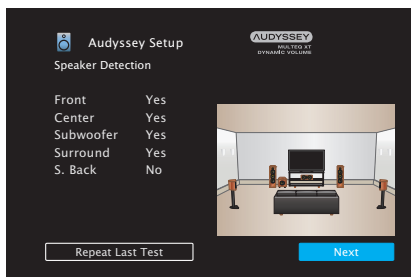 Audyssey Setup
AUDYSSEY
MULTEQ XT
DYNAMIC VOLUME
Speaker Detection
Front Yes
Center Yes
Subwoofer Yes
Surround Yes
S. Back No
Repeat Last Test
Next